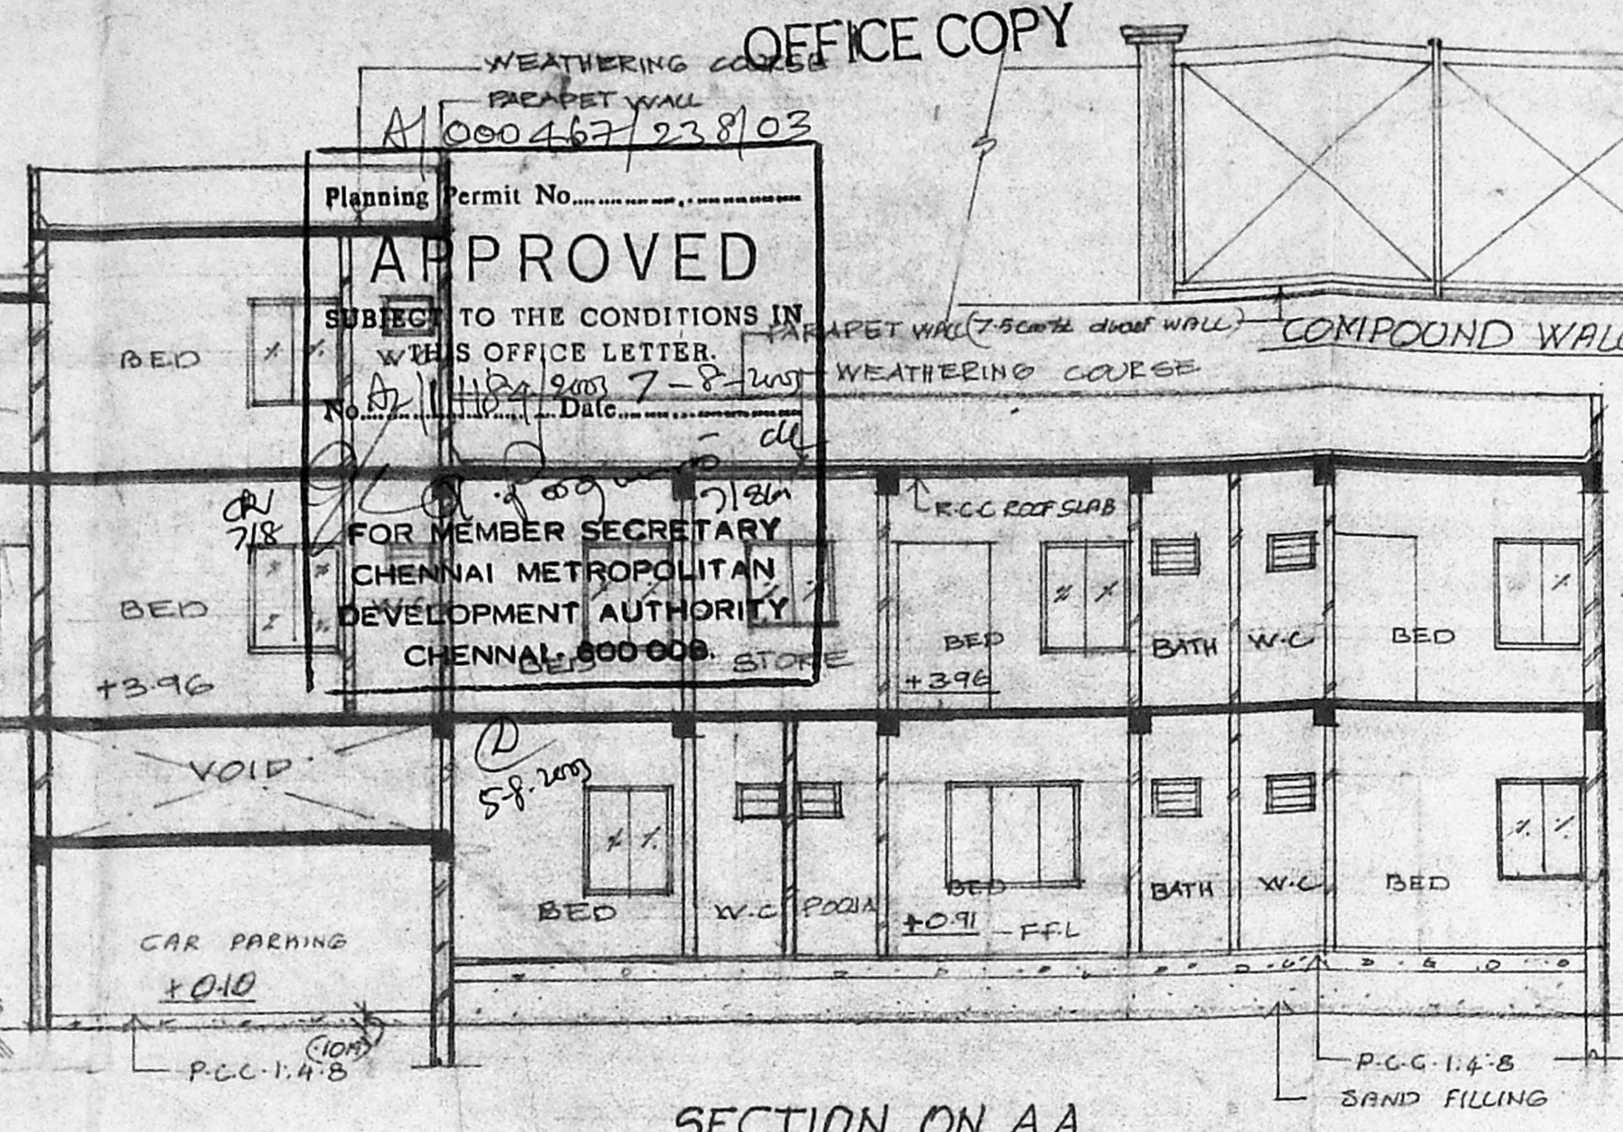 OFFICE COPY
WEATHERING COURSE
PARAPET WALL
A/ 000467/238/03
Planning Permit No.
APPROVED
SUBJECT TO THE CONDITIONS IN
THIS OFFICE LETTER.
No. Date 7-8-2003
PARAPET WALL
COMPOUND WALL
WEATHERING COURSE
BED
W.C
7/8
R.C.C ROOF SLAB
FOR MEMBER SECRETARY
CHENNAI METROPOLITAN
DEVELOPMENT AUTHORITY
CHENNAI- 600 008.
BED
+3.96
BED
STORE
BED
+3.96
BATH
W.C
BED
VOID
5-8-2003
BED
W.C
POOJA
BED
+0.91 - F.F.L
BATH
W.C
BED
CAR PARKING
+0.10
P.C.C.1:4:8
P.C.C.1:4:8
SAND FILLING
SECTION ON AA